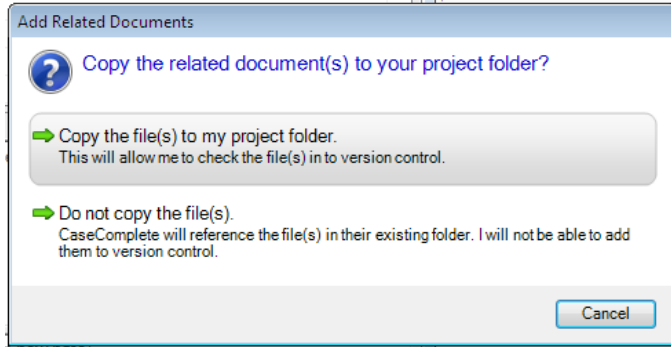 Add Related Documents
Copy the related document(s) to your project folder?
Copy the file(s) to my project folder.
This will allow me to check the file(s) in to version control.
Do not copy the file(s).
CaseComplete will reference the file(s) in their existing folder. I will not be able to add
them to version control.
Cancel